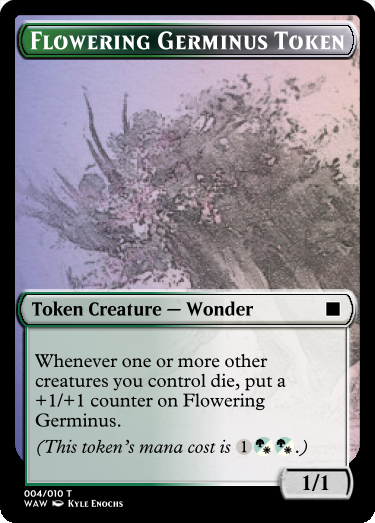 Flowering Germinus Token
Token Creature — Wonder
Whenever one or more other
creatures you control die, put a
+1/+1 counter on Flowering
Germinus.
(This token's mana cost is 1 .)
1/1
004/010 T
WAW Kyle Enochs